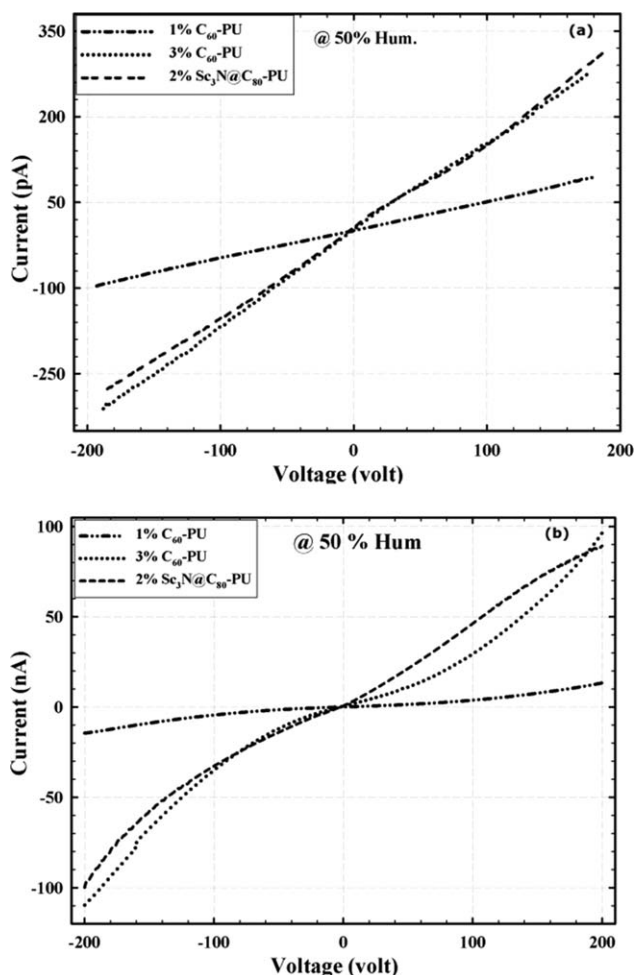 1% C₆₀-PU
3% C₆₀-PU
2% Sc₃N@C₈₀-PU
@ 50% Hum.
(a)
350
200
50
-100
-250
Current (pA)
-200 -100 0 100 200
Voltage (volt)
1% C₆₀-PU
3% C₆₀-PU
2% Sc₃N@C₈₀-PU
@ 50 % Hum
(b)
100
50
0
-50
-100
Current (nA)
-200 -100 0 100 200
Voltage (volt)